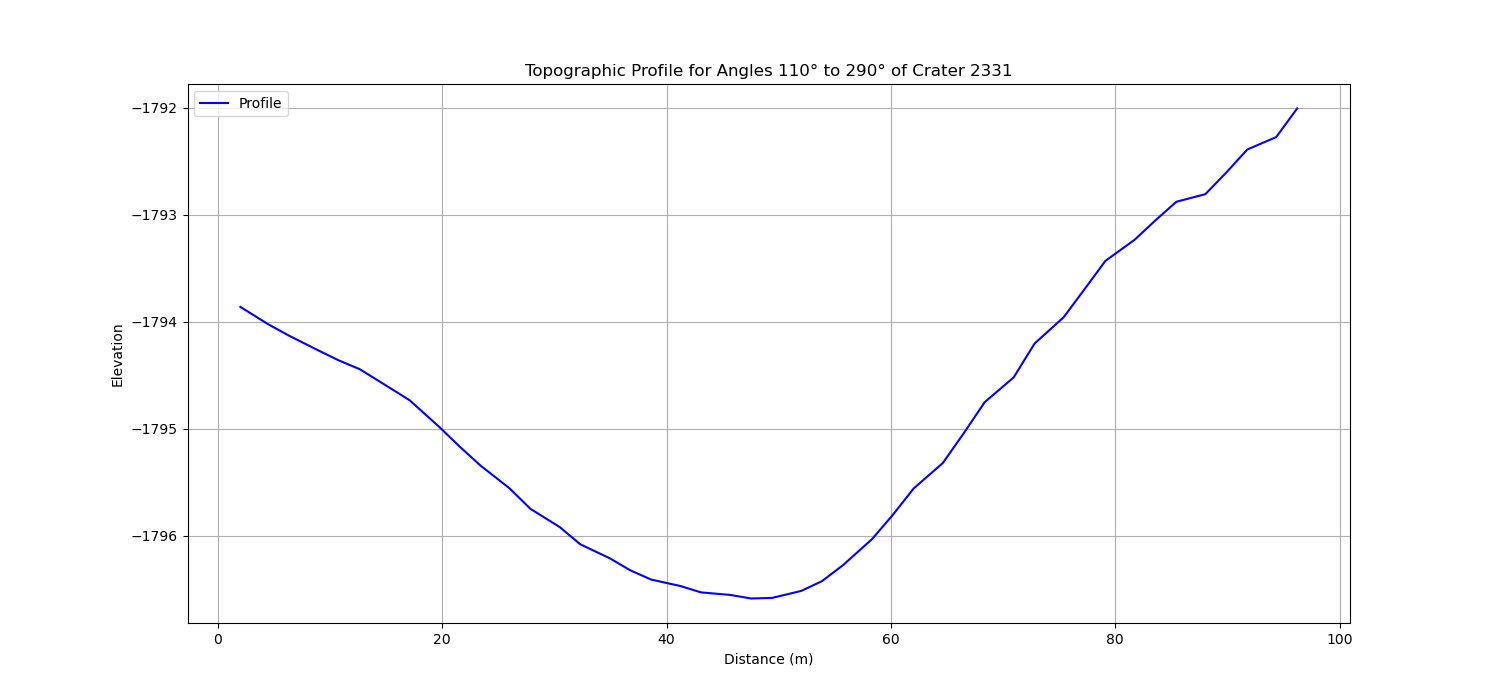 Topographic Profile for Angles 110° to 290° of Crater 2331
Profile
−1792
−1793
−1794
−1795
−1796
Elevation
0 20 40 60 80 100
Distance (m)